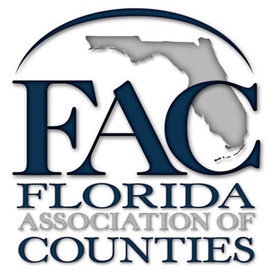 FAC
FLORIDA
ASSOCIATION OF
COUNTIES